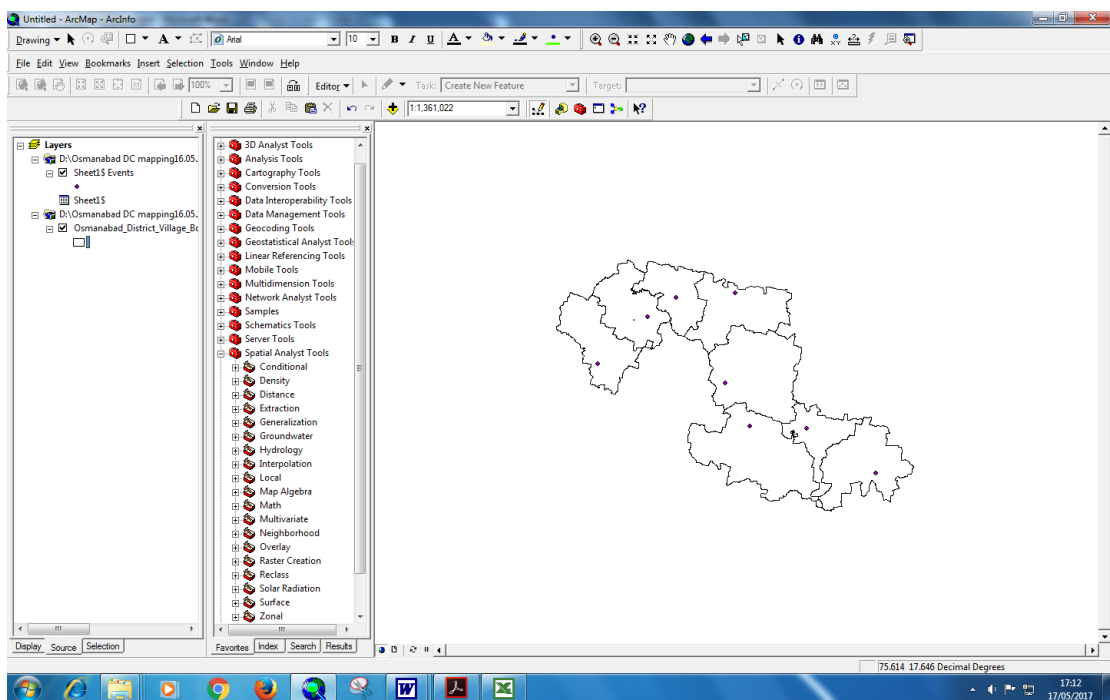 Untitled - ArcMap - ArcInfo
Drawing A Arial 10 B I U A
File Edit View Bookmarks Insert Selection Tools Window Help
100% Editor Task: Create New Feature Target:
1:1,361,022
Layers
D:\Osmanabad DC mapping16.05.
Sheet1$ Events
Sheet1$
D:\Osmanabad DC mapping16.05.
Osmanabad_District_Village_Bo
3D Analyst Tools
Analysis Tools
Cartography Tools
Conversion Tools
Data Interoperability Tools
Data Management Tools
Geocoding Tools
Geostatistical Analyst Tools
Linear Referencing Tools
Mobile Tools
Multidimension Tools
Network Analyst Tools
Samples
Schematics Tools
Server Tools
Spatial Analyst Tools
Conditional
Density
Distance
Extraction
Generalization
Groundwater
Hydrology
Interpolation
Local
Map Algebra
Math
Multivariate
Neighborhood
Overlay
Raster Creation
Reclass
Solar Radiation
Surface
Zonal
Display Source Selection
Favorites Index Search Results
75.614 17.646 Decimal Degrees
17:12
17/05/2017